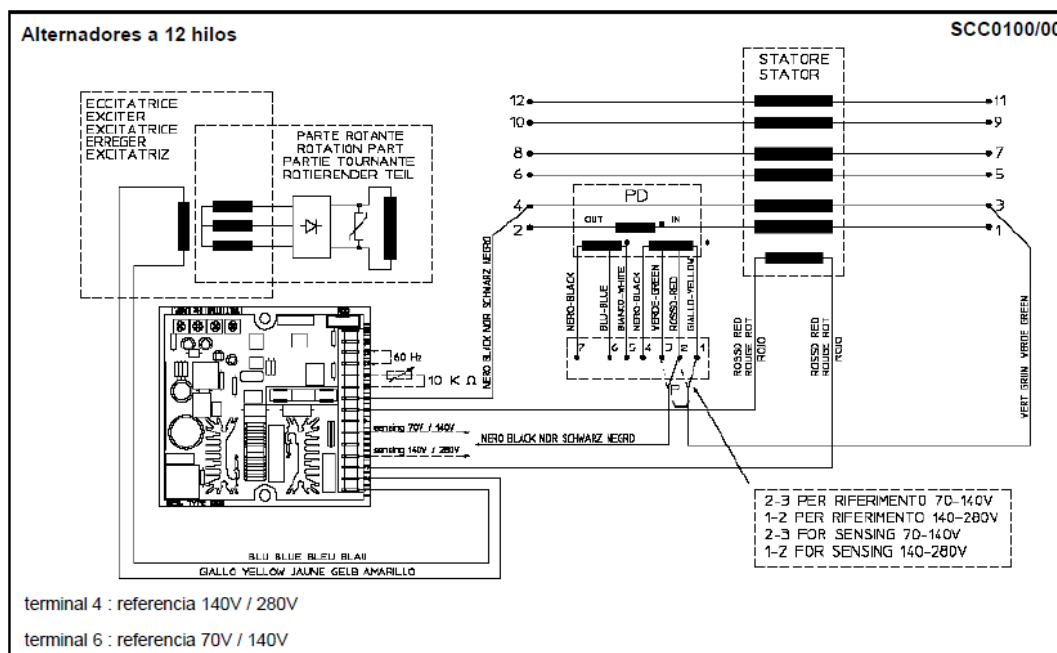 Alternadores a 12 hilos
SCC0100/00
STATORE
STATOR
ECCITATRICE
EXCITER
EXCITATRICE
ERREGER
EXCITATRIZ
PARTE ROTANTE
ROTATION PART
PARTIE TOURNANTE
ROTIERENDER TEIL
12
11
10
9
8
7
6
5
4
3
2
1
PD
OUT
IN
NERO-BLACK
BLU-BLUE
BIANCO-WHITE
NERO-BLACK
VERDE-GREEN
ROSSO-RED
GIALLO-YELLOW
7
6
5
4
3
2
1
P
NERO BLACK NOIR SCHWARZ NEGRO
ROSSO RED
ROUGE ROT
ROJO
ROSSO RED
ROUGE ROT
ROJO
VERT GRÜN VERDE GREEN
60 Hz
10 K Ω
sensing 70V / 140V
NERO BLACK NOIR SCHWARZ NEGRO
sensing 140V / 280V
2-3 PER RIFERIMENTO 70-140V
1-2 PER RIFERIMENTO 140-280V
2-3 FOR SENSING 70-140V
1-2 FOR SENSING 140-280V
BLU BLUE BLEU BLAU
GIALLO YELLOW JAUNE GELB AMARILLO
terminal 4 : referencia 140V / 280V
terminal 6 : referencia 70V / 140V